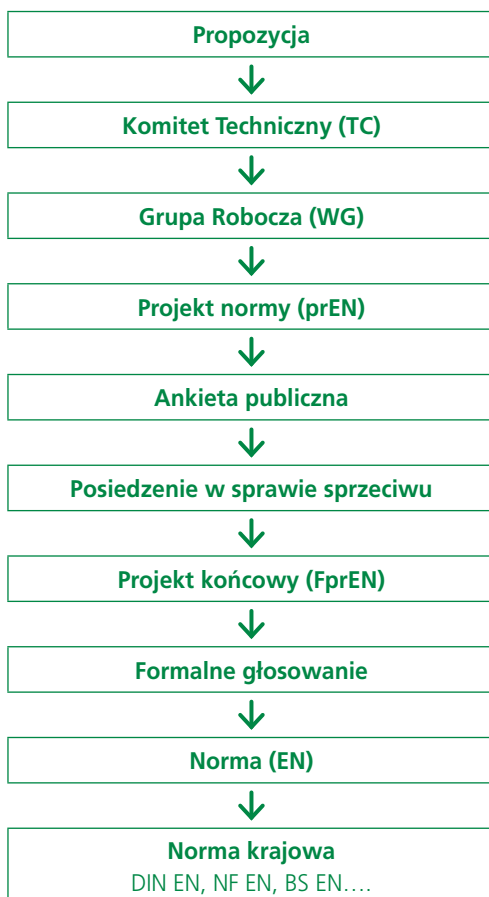 Propozycja
Komitet Techniczny (TC)
Grupa Robocza (WG)
Projekt normy (prEN)
Ankieta publiczna
Posiedzenie w sprawie sprzeciwu
Projekt końcowy (FprEN)
Formalne głosowanie
Norma (EN)
Norma krajowa
DIN EN, NF EN, BS EN....